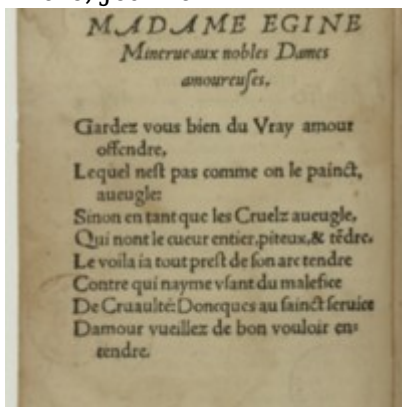 MADAME EGINE
Minerue aux nobles Dames
amoureuses.
Gardez vous bien du Vray amour
offendre,
Lequel nest pas comme on le painct,
aueugle:
Sinon en tant que les Cruelz aueugle,
Qui nont le cueur entier, piteux, & tẽdre.
Le voila ia tout prest de son arc tendre
Contre qui nayme vsant du malefice
De Cruaulté: Doncques au sainct seruice
Damour vueillez de bon vouloir en=
tendre.